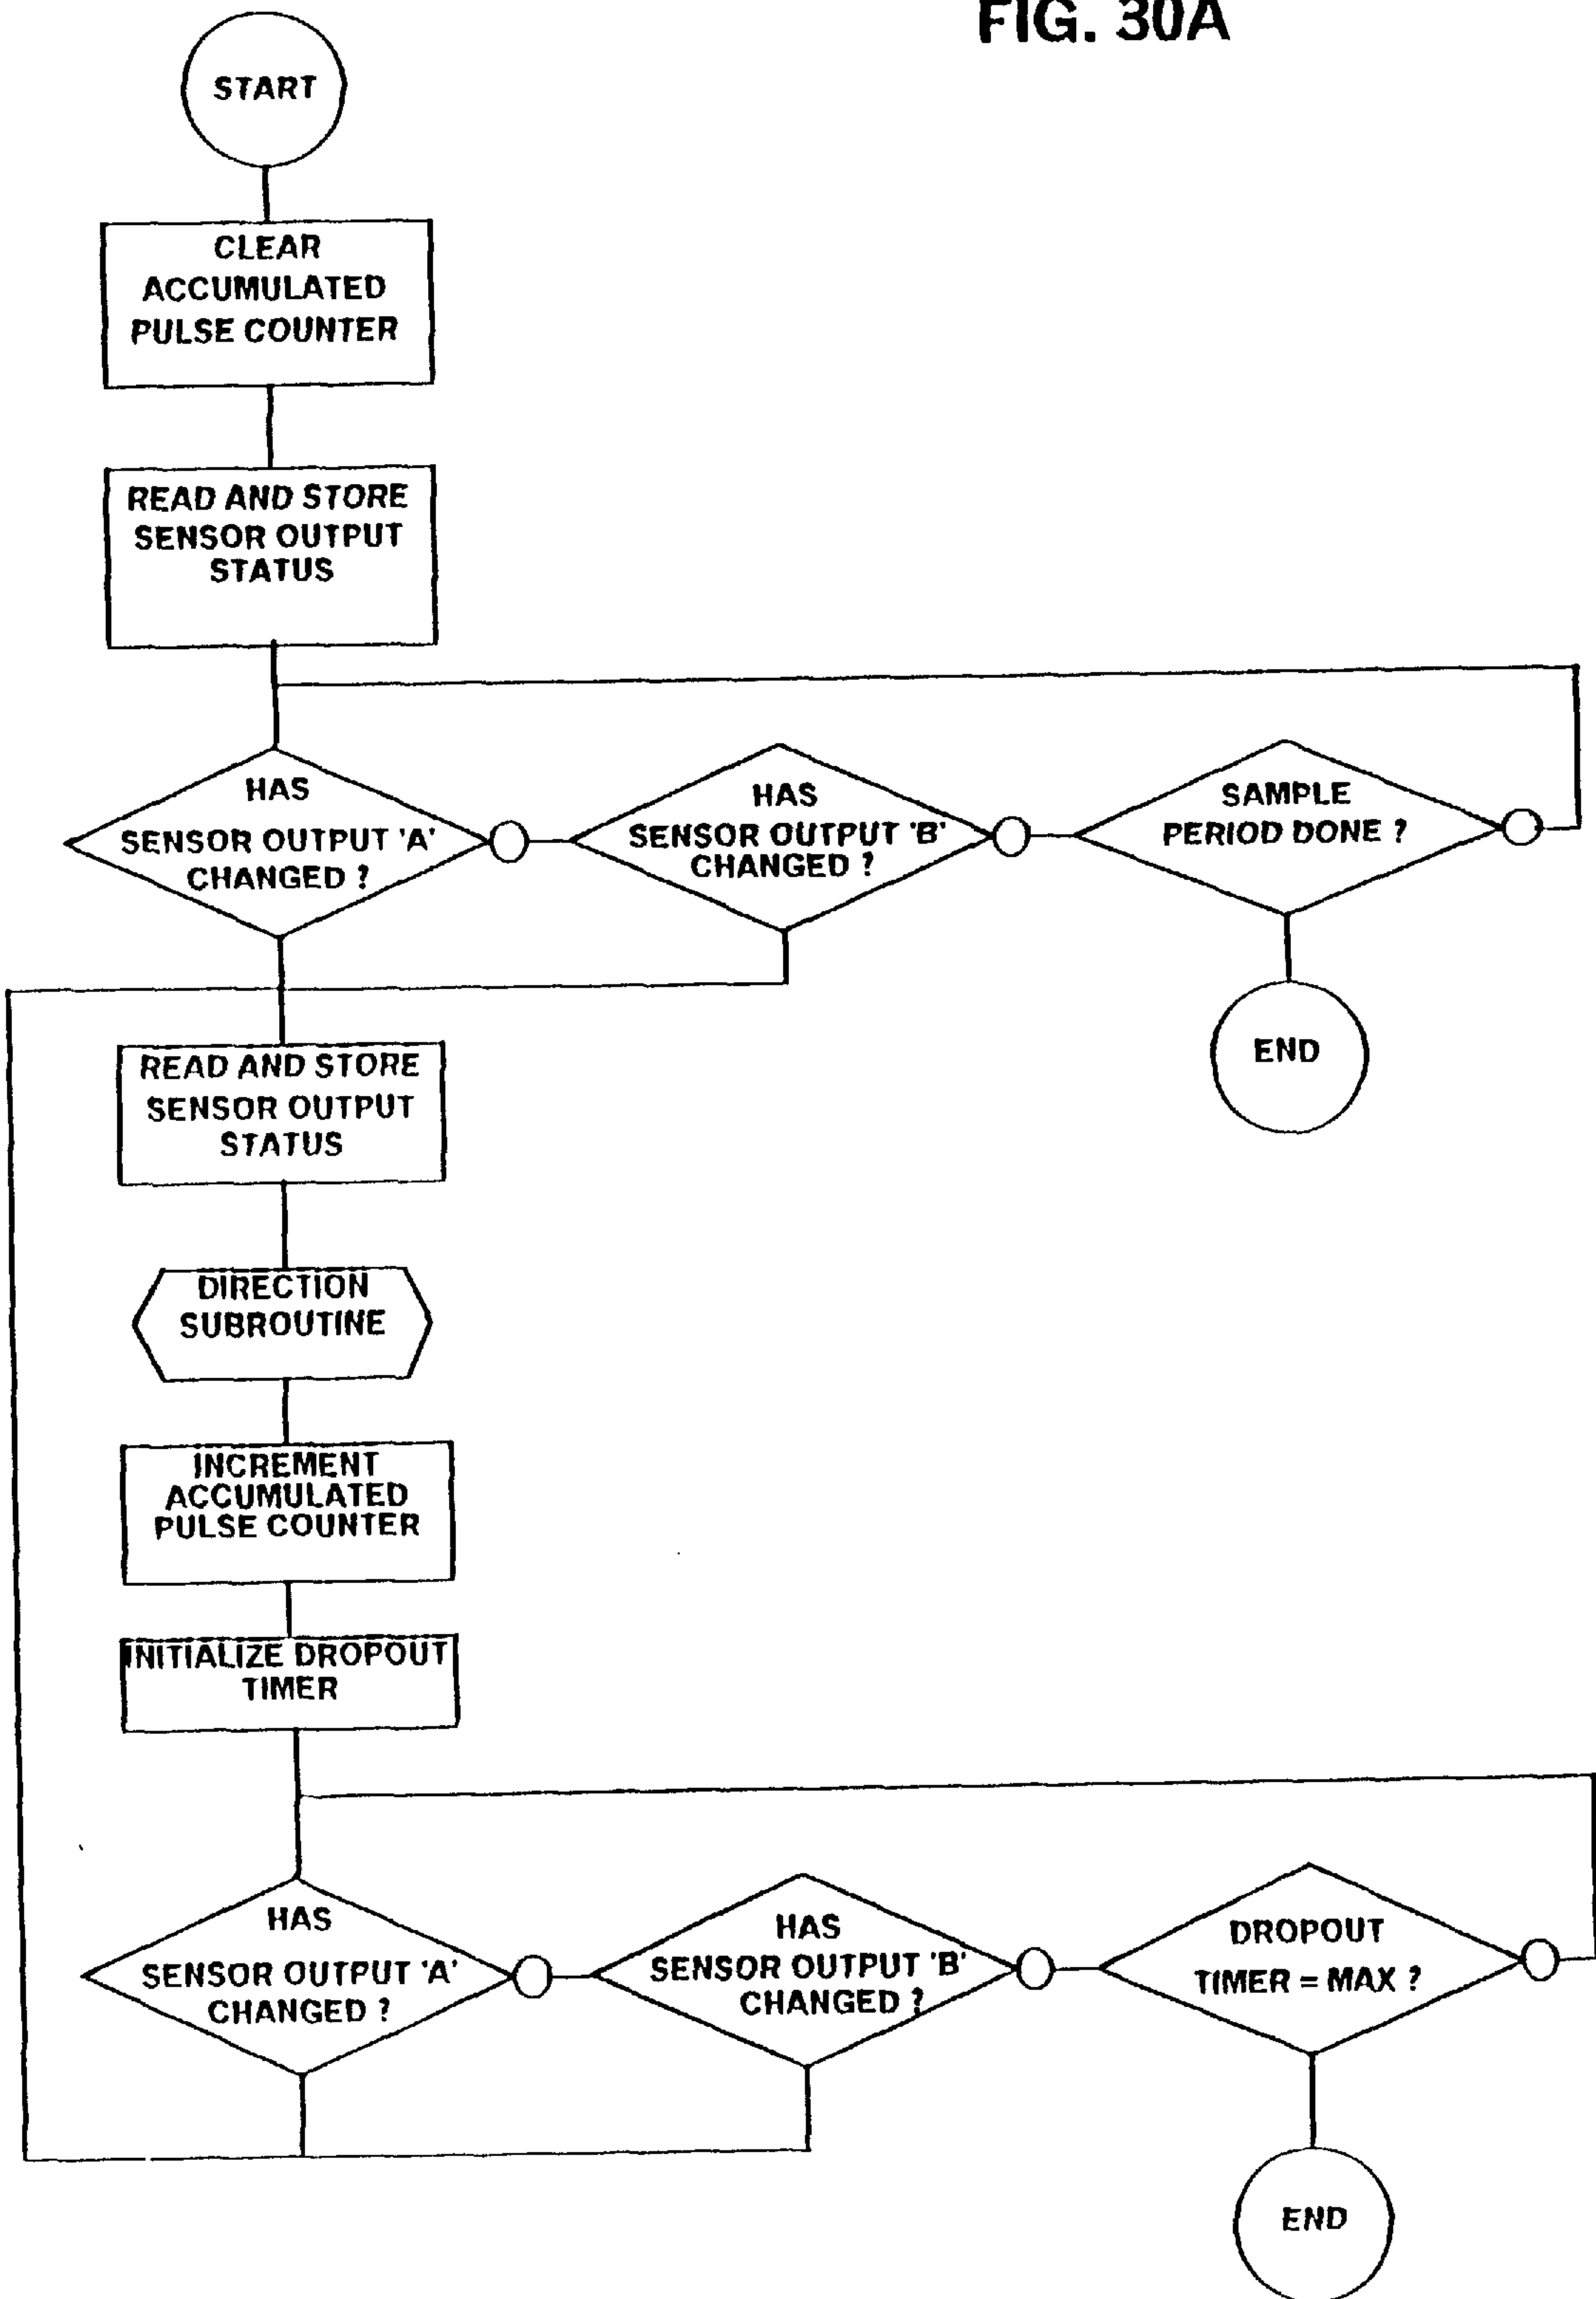 FIG. 30A
START
CLEAR
ACCUMULATED
PULSE COUNTER
READ AND STORE
SENSOR OUTPUT
STATUS
HAS
SENSOR OUTPUT 'A'
CHANGED ?
HAS
SENSOR OUTPUT 'B'
CHANGED ?
SAMPLE
PERIOD DONE ?
END
READ AND STORE
SENSOR OUTPUT
STATUS
DIRECTION
SUBROUTINE
INCREMENT
ACCUMULATED
PULSE COUNTER
INITIALIZE DROPOUT
TIMER
HAS
SENSOR OUTPUT 'A'
CHANGED ?
HAS
SENSOR OUTPUT 'B'
CHANGED ?
DROPOUT
TIMER = MAX ?
END